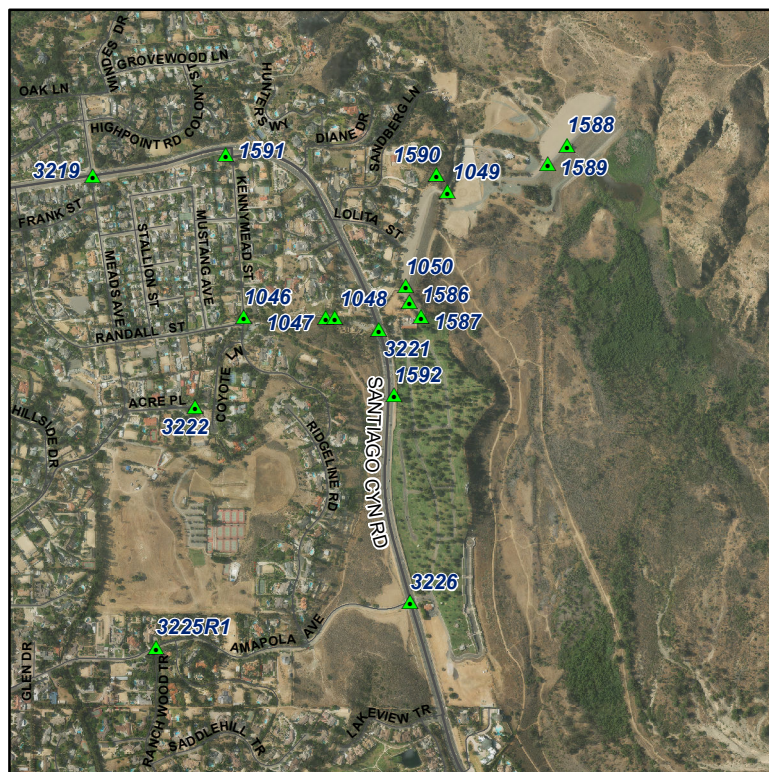 WINDES DR
GROVEWOOD LN
OAK LN
COLONY ST
HUNTERS WY
HIGHPOINT RD
DIANE DR
SANDBERG LN
1588
1591
1590
1589
3219
1049
FRANK ST
KENNYMEAD ST
LOLITA ST
MUSTANG AVE
STALLION ST
MEADS AVE
1050
1046
1048
1586
1047
1587
RANDALL ST
3221
COYOTE LN
1592
ACRE PL
3222
HILLSIDE DR
RIDGELINE RD
SANTIAGO CYN RD
3226
3225R1
AMAPOLA AVE
GLEN DR
RANCH WOOD TR
LAKEVIEW TR
SADDLEHILL TR